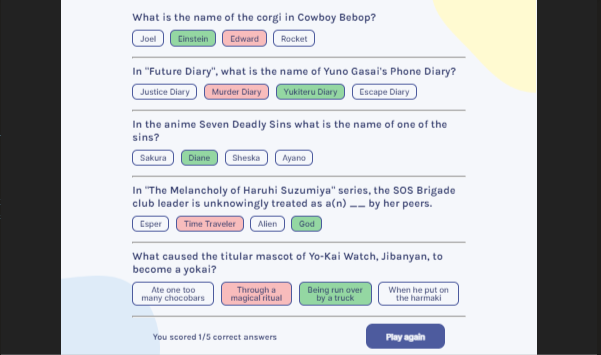 What is the name of the corgi in Cowboy Bebop?
Joel Einstein Edward Rocket
In "Future Diary", what is the name of Yuno Gasai's Phone Diary?
Justice Diary Murder Diary Yukiteru Diary Escape Diary
In the anime Seven Deadly Sins what is the name of one of the
sins?
Sakura Diane Sheska Ayano
In "The Melancholy of Haruhi Suzumiya" series, the SOS Brigade
club leader is unknowingly treated as a(n) __ by her peers.
Esper Time Traveler Alien God
What caused the titular mascot of Yo-Kai Watch, Jibanyan, to
become a yokai?
Ate one too
many chocobars
Through a
magical ritual
Being run over
by a truck
When he put on
the harmaki
You scored 1/5 correct answers
Play again